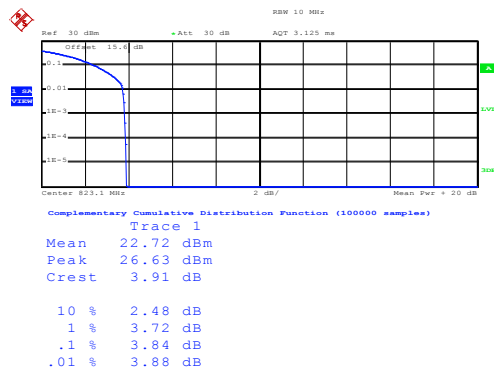 RBW 10 MHz
Ref 30 dBm Att 30 dB AQT 3.125 ms
Offset 15.6 dB
0.1
0.01
1E-3
1E-4
1E-5
A
1 SA
VIEW
LVL
Center 823.1 MHz 2 dB/ Mean Pwr + 20 dB
Complementary Cumulative Distribution Function (100000 samples)
Trace 1
Mean 22.72 dBm
Peak 26.63 dBm
Crest 3.91 dB
10 % 2.48 dB
1 % 3.72 dB
.1 % 3.84 dB
.01 % 3.88 dB